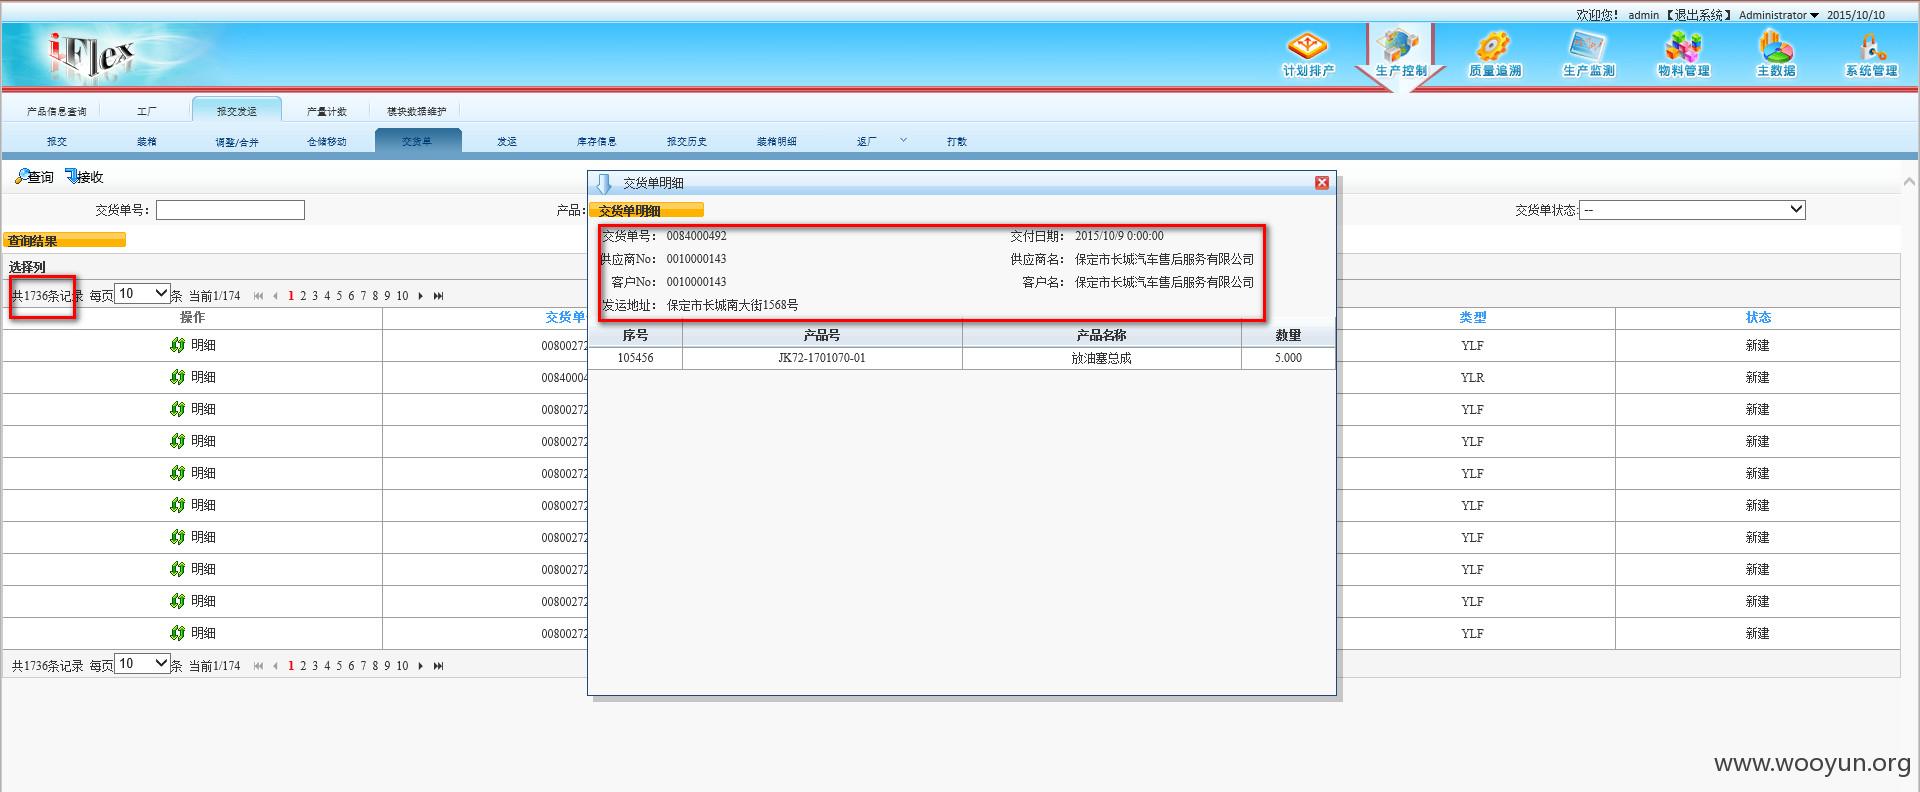 欢迎您! admin 【退出系统】 Administrator 2015/10/10
iFlex
计划排产 生产控制 质量追溯 生产监测 物料管理 主数据 系统管理
产品信息查询 工厂 报交发运 产量计数 模块数据维护
报交 装箱 调整/合并 仓储移动 交货单 发运 库存信息 报交历史 装箱明细 返厂 打散
查询 接收
交货单号: 产品: 交货单状态: --
查询结果
选择列
共1736条记录 每页 10 条 当前1/174 1 2 3 4 5 6 7 8 9 10
操作 交货单 类型 状态
明细 00800272 YLF 新建
明细 00840004 YLR 新建
明细 00800272 YLF 新建
明细 00800272 YLF 新建
明细 00800272 YLF 新建
明细 00800272 YLF 新建
明细 00800272 YLF 新建
明细 00800272 YLF 新建
明细 00800272 YLF 新建
明细 00800272 YLF 新建
共1736条记录 每页 10 条 当前1/174 1 2 3 4 5 6 7 8 9 10
交货单明细
交货单明细
交货单号: 0084000492 交付日期: 2015/10/9 0:00:00
供应商No: 0010000143 供应商名: 保定市长城汽车售后服务有限公司
客户No: 0010000143 客户名: 保定市长城汽车售后服务有限公司
发运地址: 保定市长城南大街1568号
序号 产品号 产品名称 数量
105456 JK72-1701070-01 放油塞总成 5.000
www.wooyun.org